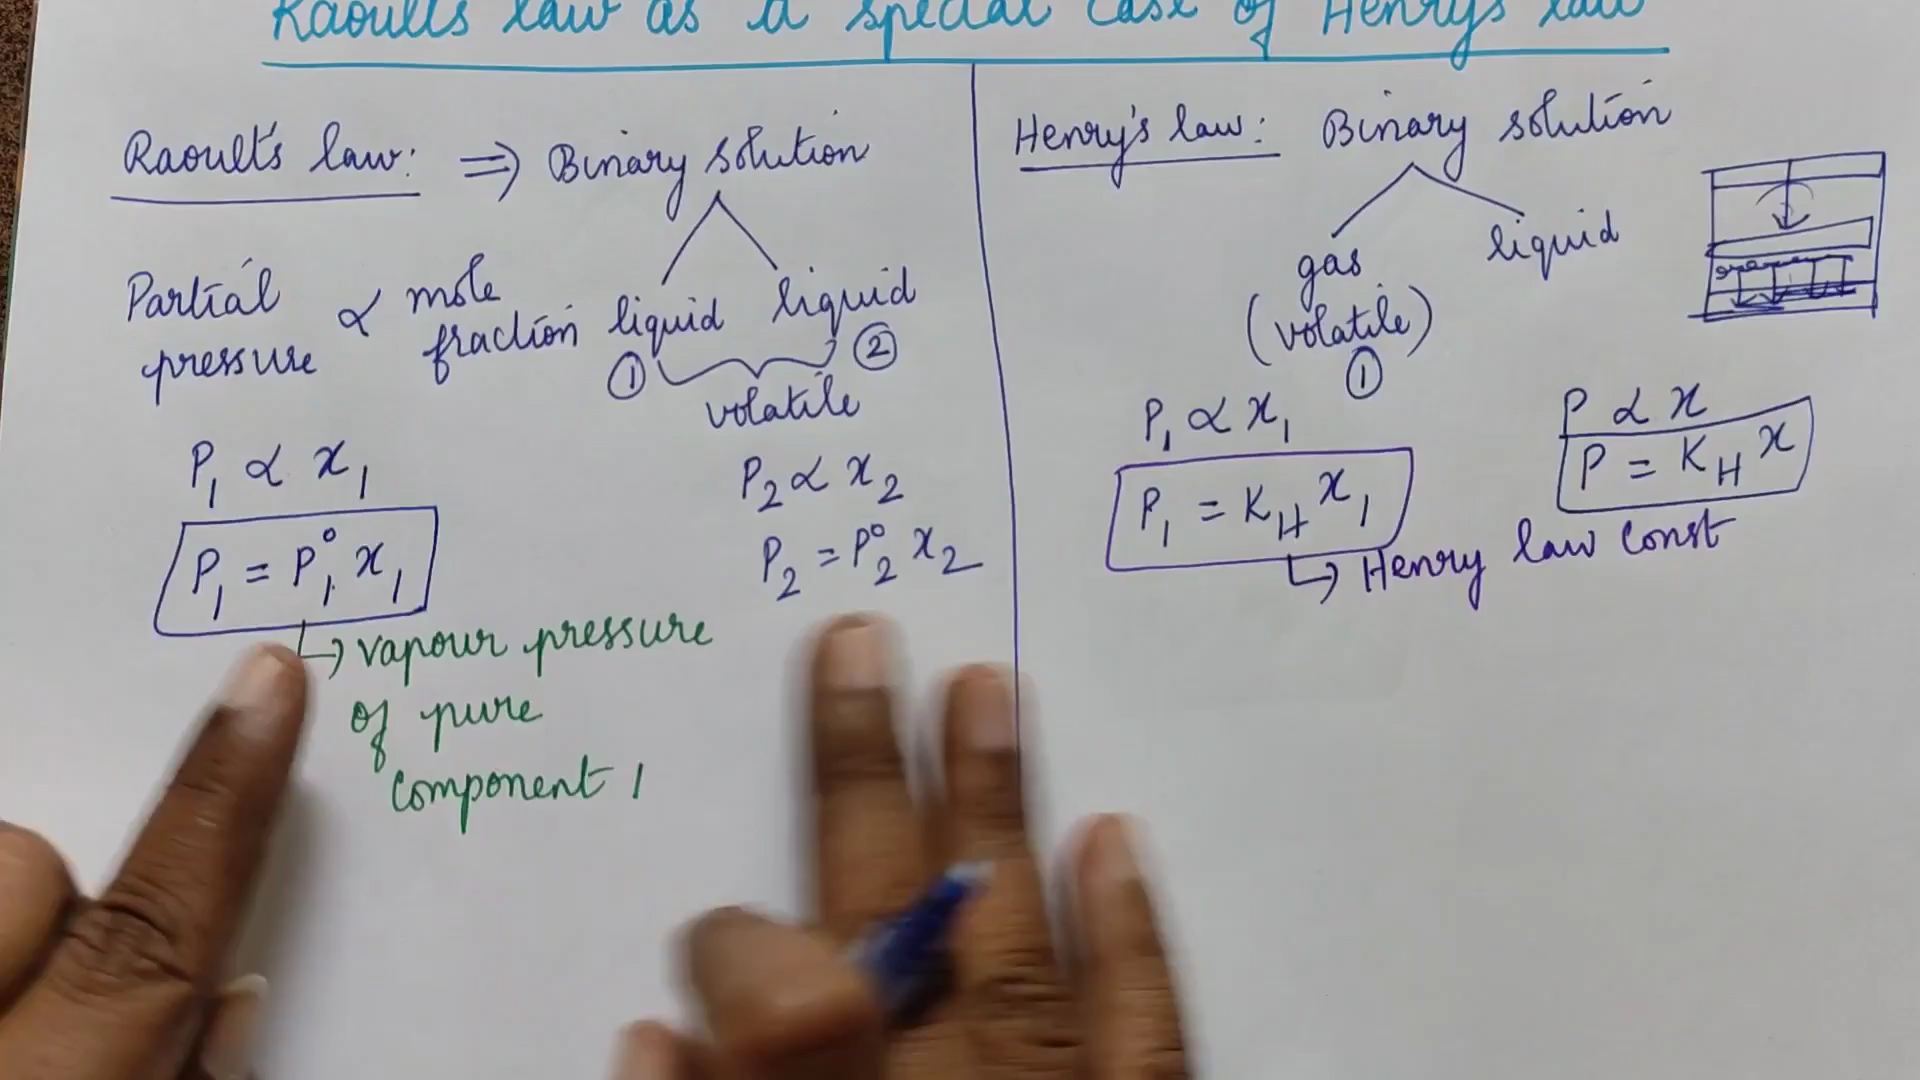 Raoult's law as a special case of Henry's law
Raoult's law: ⇒ Binary solution
Partial pressure ∝ mole fraction
liquid liquid
① ②
volatile
P₁ ∝ x₁
P₁ = P₁° x₁
↳ vapour pressure
of pure
component 1
P₂ ∝ x₂
P₂ = P₂° x₂
Henry's law: Binary solution
gas liquid
(volatile)
①
P₁ ∝ x₁
P₁ = K_H x₁
↳ Henry law const
P ∝ x
P = K_H x